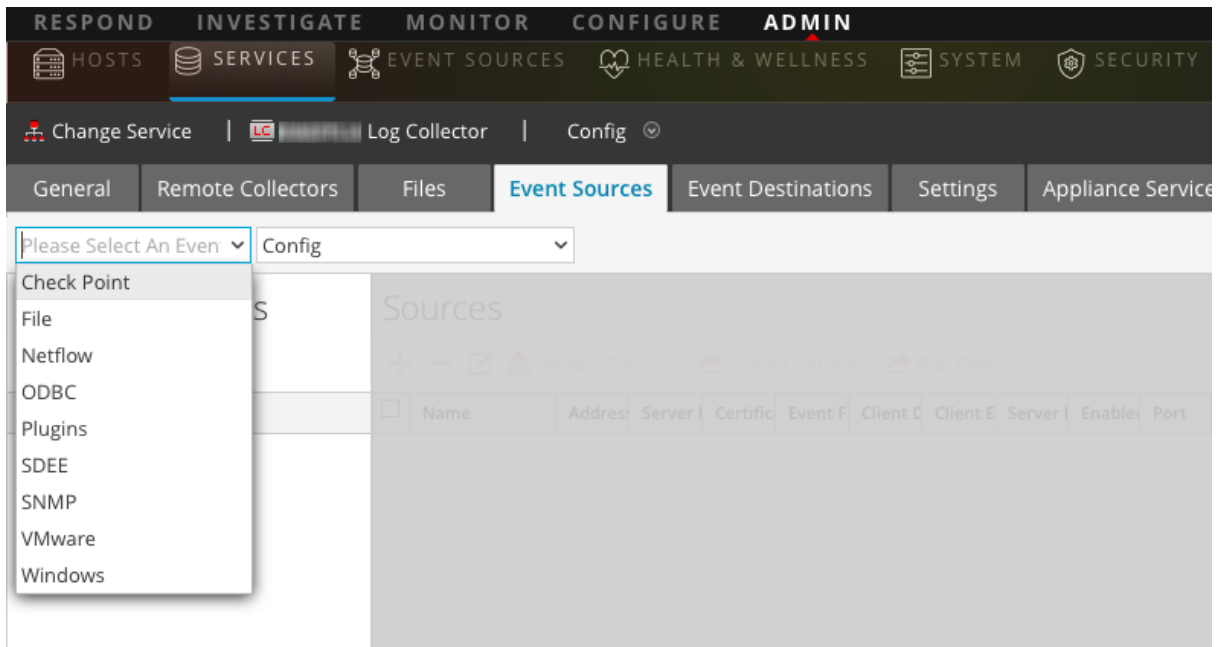 RESPOND INVESTIGATE MONITOR CONFIGURE ADMIN
HOSTS SERVICES EVENT SOURCES HEALTH & WELLNESS SYSTEM SECURITY
Change Service | LC Log Collector | Config
General Remote Collectors Files Event Sources Event Destinations Settings Appliance Service
Please Select An Even Config
Check Point
s Sources
File
Netflow
Import Source Export Source Pull Cert
ODBC
Name Addres Server Certific Event F Client D Client E Server Enable Port
Plugins
SDEE
SNMP
VMware
Windows